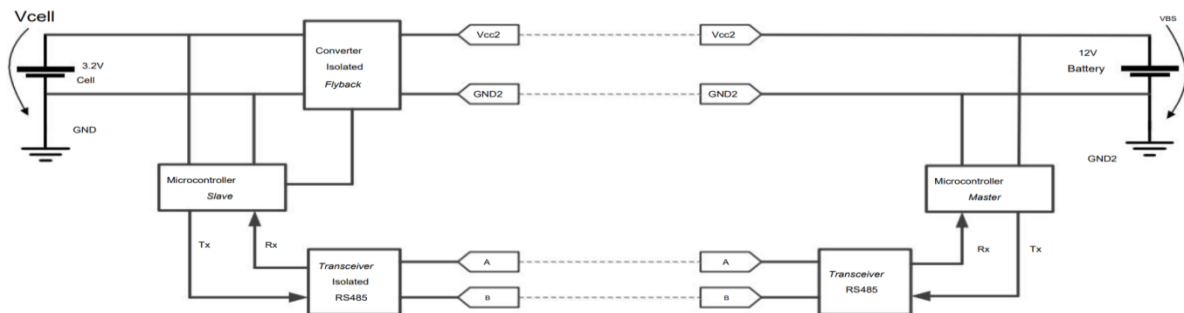 Vcell
3.2V
Cell
GND
Converter
Isolated
Flyback
Vcc2
GND2
Vcc2
GND2
12V
Battery
VBS
GND2
Microcontroller
Slave
Microcontroller
Master
Tx
Rx
Rx
Tx
Transceiver
Isolated
RS485
A
B
A
B
Transceiver
RS485